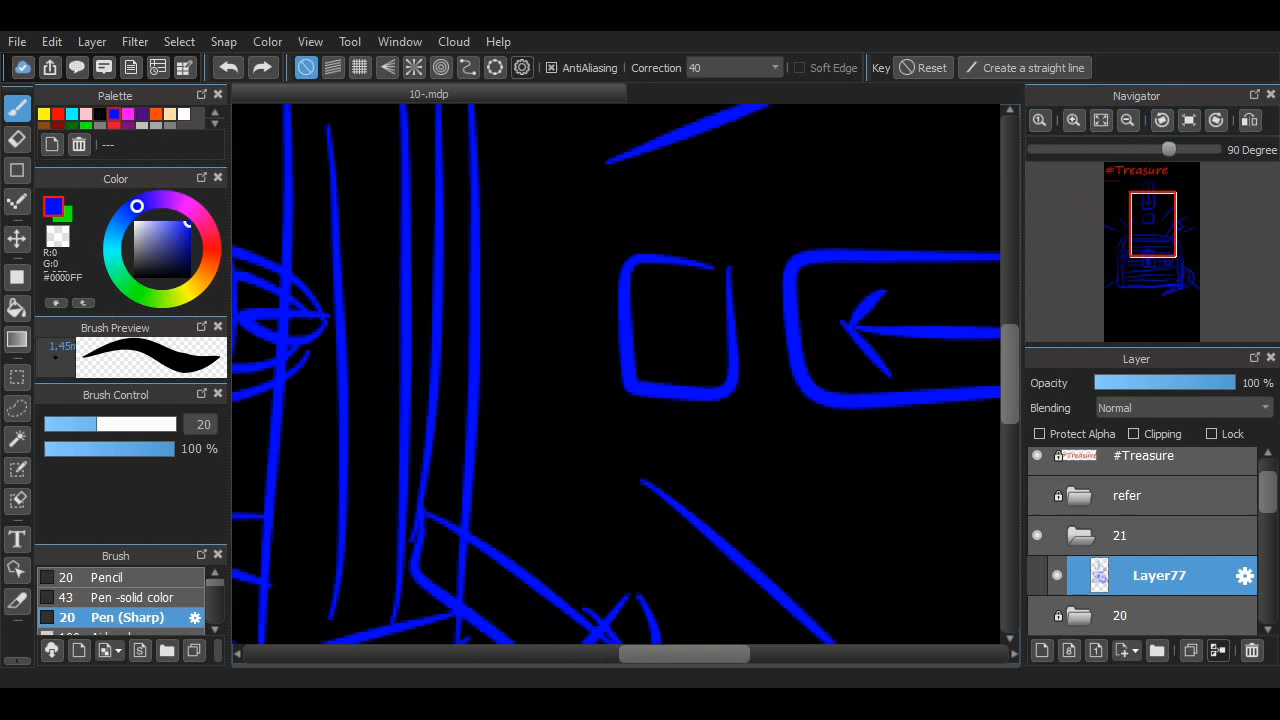 File Edit Layer Filter Select Snap Color View Tool Window Cloud Help
AntiAliasing Correction 40 Soft Edge Key Reset Create a straight line
Palette
10-.mdp
Navigator
---
90 Degree
#Treasure
Color
R:0
G:0
#0000FF
Brush Preview
Layer
Opacity 100 %
Brush Control
Blending Normal
20
Protect Alpha Clipping Lock
100 %
#Treasure
refer
21
Brush
20 Pencil
Layer77
43 Pen -solid color
20 Pen (Sharp)
20